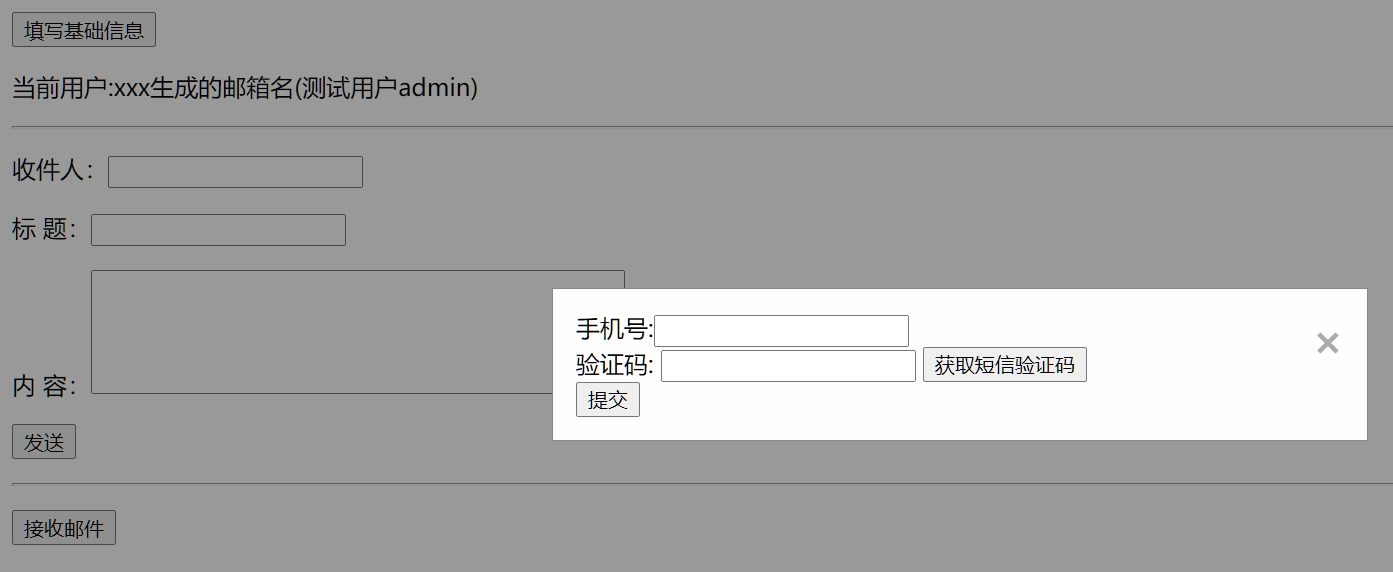 填写基础信息
当前用户:xxx生成的邮箱名(测试用户admin)
收件人：
标 题：
内 容：
发送
接收邮件
手机号:
验证码: 获取短信验证码
提交
×